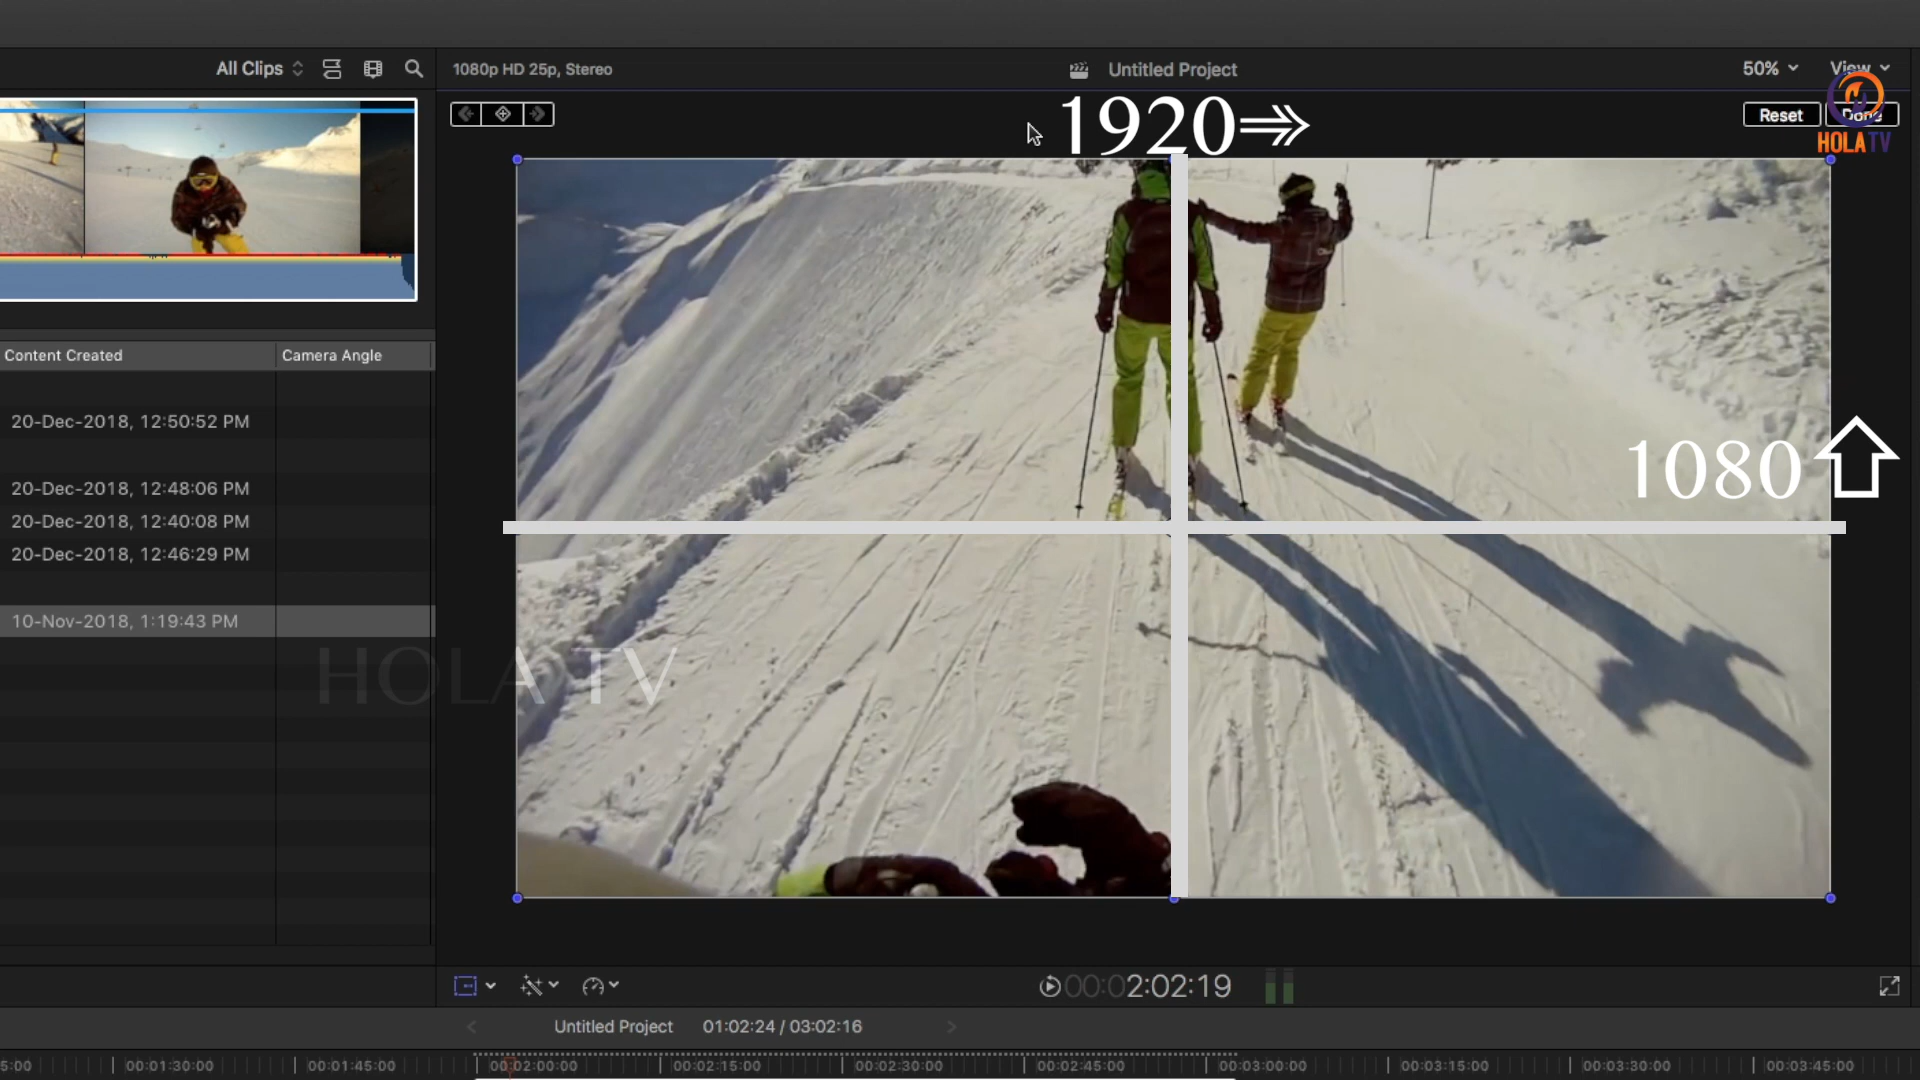 All Clips
1080p HD 25p, Stereo
Untitled Project
50%
View
Reset
Done
HOLATV
1920
1080
Content Created
Camera Angle
20-Dec-2018, 12:50:52 PM
20-Dec-2018, 12:48:06 PM
20-Dec-2018, 12:40:08 PM
20-Dec-2018, 12:46:29 PM
10-Nov-2018, 1:19:43 PM
HOLA TV
00:02:02:19
Untitled Project
01:02:24 / 03:02:16
5:00
00:01:30:00
00:01:45:00
00:02:00:00
00:02:15:00
00:02:30:00
00:02:45:00
00:03:00:00
00:03:15:00
00:03:30:00
00:03:45:00